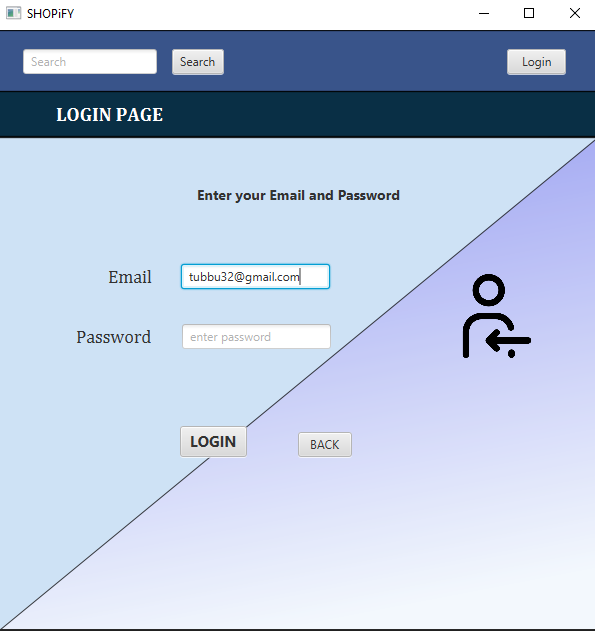 SHOPiFY
Search Search Login
LOGIN PAGE
Enter your Email and Password
Email tubbu32@gmail.com
Password enter password
LOGIN BACK